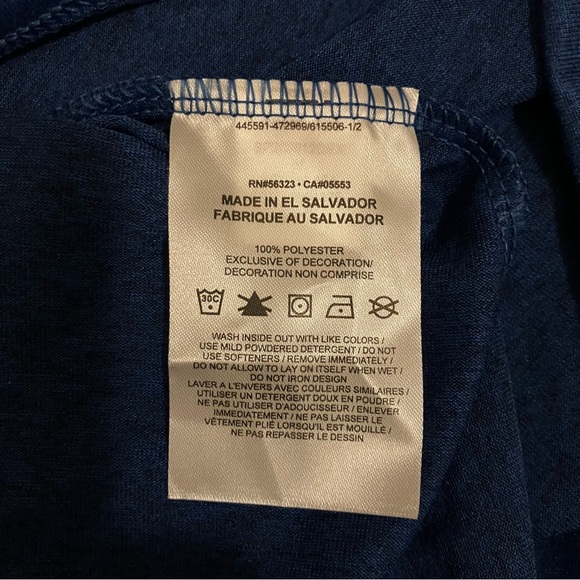 445591-472969/615506-1/2
RN#56323 • CA#05553
MADE IN EL SALVADOR
FABRIQUE AU SALVADOR
100% POLYESTER
EXCLUSIVE OF DECORATION/
DECORATION NON COMPRISE
30C
WASH INSIDE OUT WITH LIKE COLORS /
USE MILD POWDERED DETERGENT / DO NOT
USE SOFTENERS / REMOVE IMMEDIATELY /
DO NOT ALLOW TO LAY ON ITSELF WHEN WET /
DO NOT IRON DESIGN
LAVER A L'ENVERS AVEC COULEURS SIMILAIRES /
UTILISER UN DETERGENT DOUX EN POUDRE /
NE PAS UTILISER D'ADOUCISSEUR / ENLEVER
IMMEDIATEMENT / NE PAS LAISSER LE
VÊTEMENT PLIÉ LORSQU'IL EST MOUILLÉ /
NE PAS REPASSER LE DESSIN